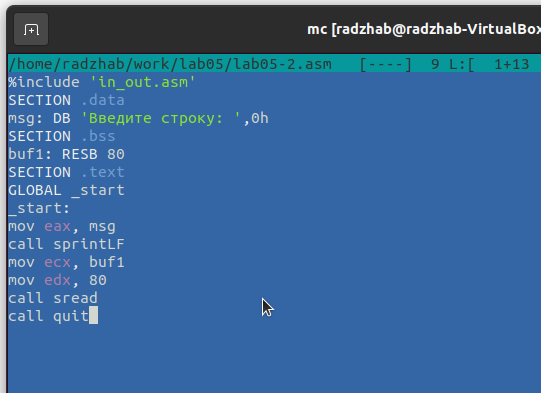 mc [radzhab@radzhab-VirtualBox
/home/radzhab/work/lab05/lab05-2.asm [----] 9 L:[ 1+13
%include 'in_out.asm'
SECTION .data
msg: DB 'Введите строку: ',0h
SECTION .bss
buf1: RESB 80
SECTION .text
GLOBAL _start
_start:
mov eax, msg
call sprintLF
mov ecx, buf1
mov edx, 80
call sread
call quit